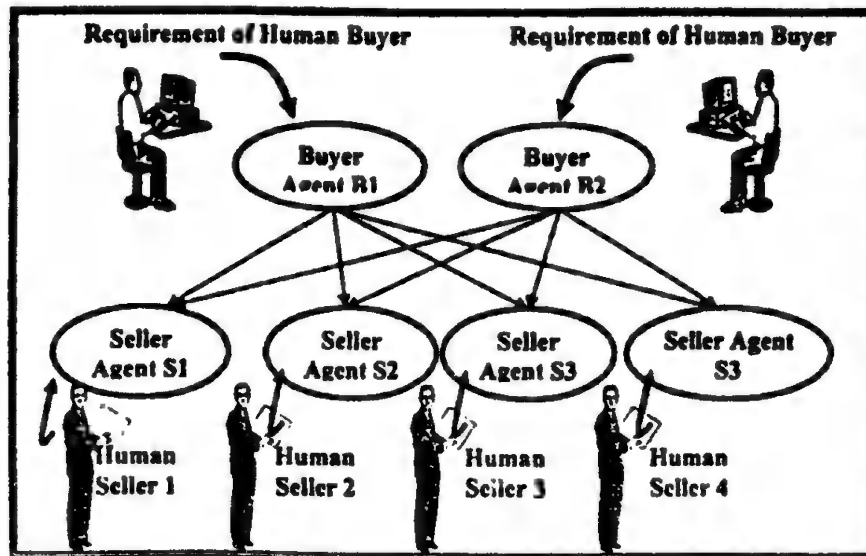 Requirement of Human Buyer
Requirement of Human Buyer
Buyer
Agent B1
Buyer
Agent B2
Seller
Agent S1
Seller
Agent S2
Seller
Agent S3
Seller Agent
S3
Human
Seller 1
Human
Seller 2
Human
Seller 3
Human
Seller 4